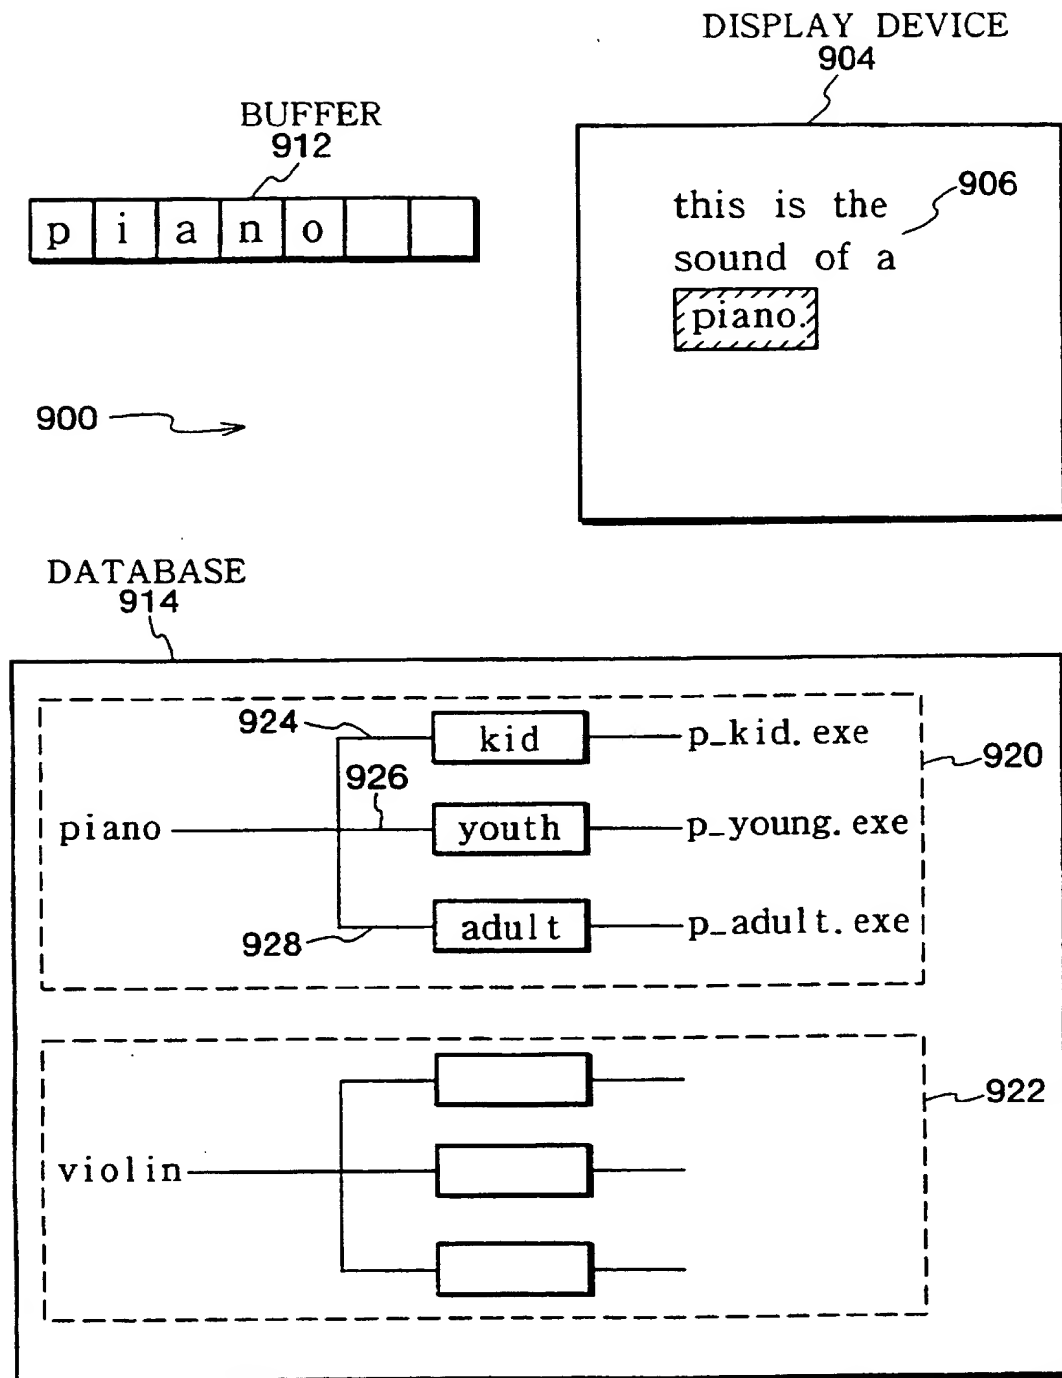 DISPLAY DEVICE
904
BUFFER
912
p i a n o
this is the
sound of a
piano.
906
900
DATABASE
914
924
kid
p_kid.exe
920
926
piano
youth
p_young.exe
928
adult
p_adult.exe
922
violin